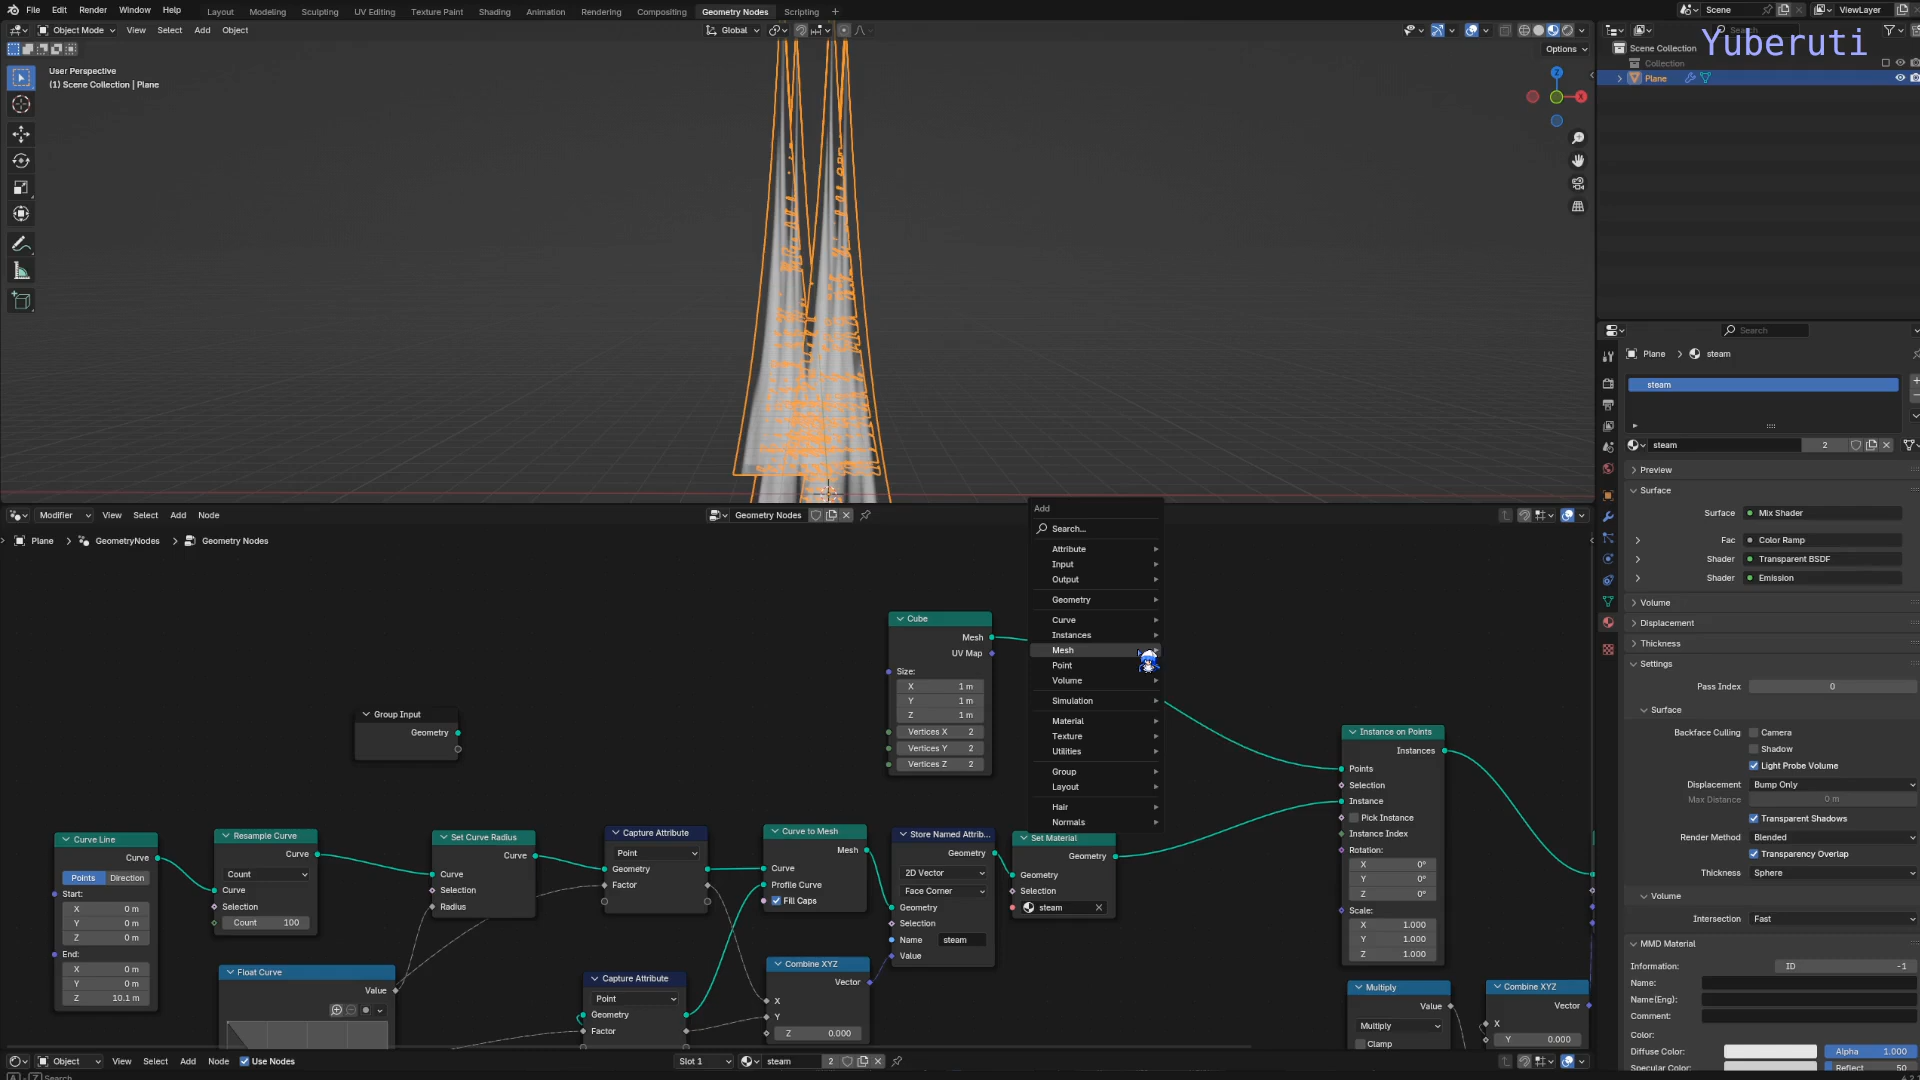 File Edit Render Window Help Layout Modeling Sculpting UV Editing Texture Paint Shading Animation Rendering Compositing Geometry Nodes Scripting + Scene ViewLayer
Object Mode View Select Add Object Global
Options
User Perspective
(1) Scene Collection | Plane
Z
X
Yuberuti
Scene Collection
Collection
Plane
Search
Plane > steam
steam
steam 2
Preview
Surface
Surface Mix Shader
Fac Color Ramp
Shader Transparent BSDF
Shader Emission
Volume
Displacement
Thickness
Settings
Pass Index 0
Surface
Backface Culling Camera
Shadow
Light Probe Volume
Displacement Bump Only
Max Distance 0 m
Transparent Shadows
Render Method Blended
Transparency Overlap
Thickness Sphere
Volume
Intersection Fast
MMD Material
Information: ID -1
Name:
Name(Eng):
Comment:
Color:
Diffuse Color: Alpha 1.000
Specular Color: Reflect 50
Modifier View Select Add Node Geometry Nodes
Plane > GeometryNodes > Geometry Nodes
Add
Search...
Attribute
Input
Output
Geometry
Curve
Instances
Mesh
Point
Volume
Simulation
Material
Texture
Utilities
Group
Layout
Hair
Normals
Cube
Mesh
UV Map
Size:
X 1 m
Y 1 m
Z 1 m
Vertices X 2
Vertices Y 2
Vertices Z 2
Group Input
Geometry
Curve Line
Curve
Points Direction
Start:
X 0 m
Y 0 m
Z 0 m
End:
X 0 m
Y 0 m
Z 10.1 m
Resample Curve
Curve
Count
Curve
Selection
Count 100
Float Curve
Value
Set Curve Radius
Curve
Curve
Selection
Radius
Capture Attribute
Point
Geometry
Factor
Capture Attribute
Point
Geometry
Factor
Curve to Mesh
Mesh
Curve
Profile Curve
Fill Caps
Combine XYZ
Vector
X
Y
Z 0.000
Store Named Attrib...
Geometry
2D Vector
Face Corner
Geometry
Selection
Name steam
Value
Set Material
Geometry
Geometry
Selection
steam
Instance on Points
Instances
Points
Selection
Instance
Pick Instance
Instance Index
Rotation:
X 0°
Y 0°
Z 0°
Scale:
X 1.000
Y 1.000
Z 1.000
Multiply
Value
Multiply
Clamp
Combine XYZ
Vector
X
Y 0.000
Object View Select Add Node Use Nodes Slot 1 steam 2